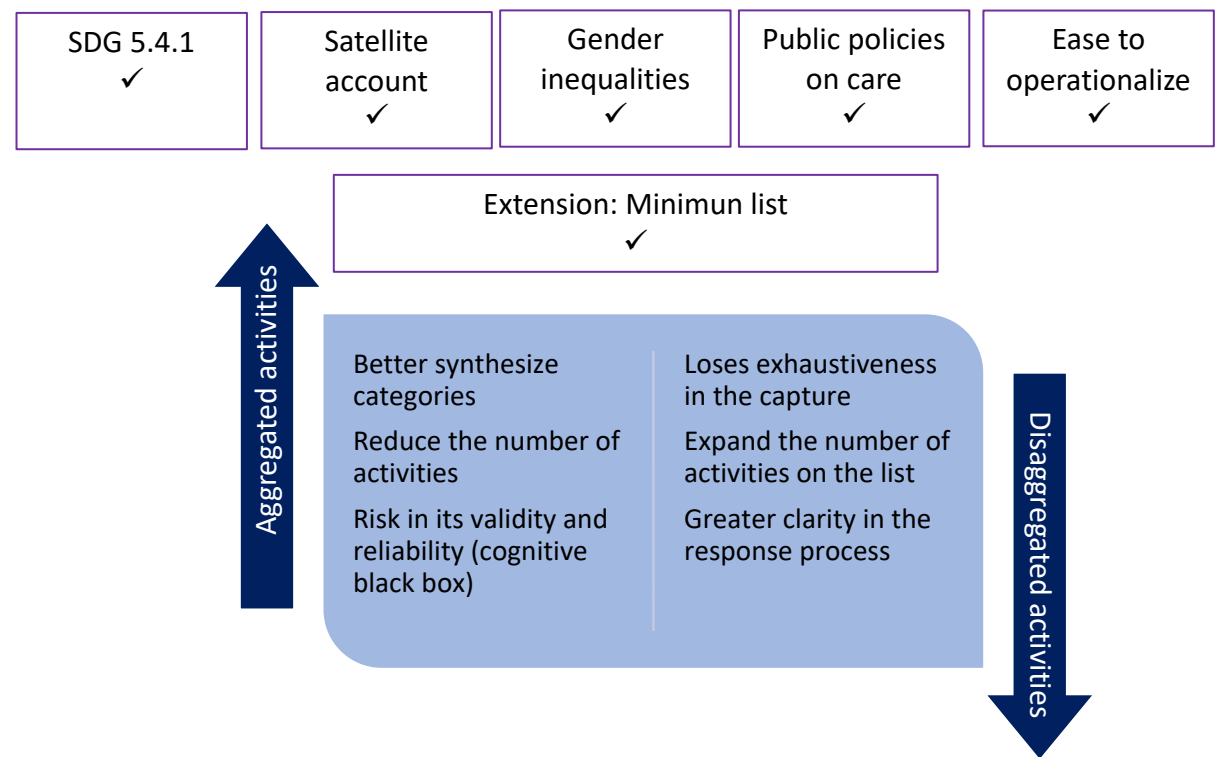 SDG 5.4.1
✓
Satellite
account
✓
Gender
inequalities
✓
Public policies
on care
✓
Ease to
operationalize
✓
Extension: Minimun list
✓
Aggregated activities
Better synthesize
categories
Reduce the number of
activities
Risk in its validity and
reliability (cognitive
black box)
Loses exhaustiveness
in the capture
Expand the number of
activities on the list
Greater clarity in the
response process
Disaggregated activities